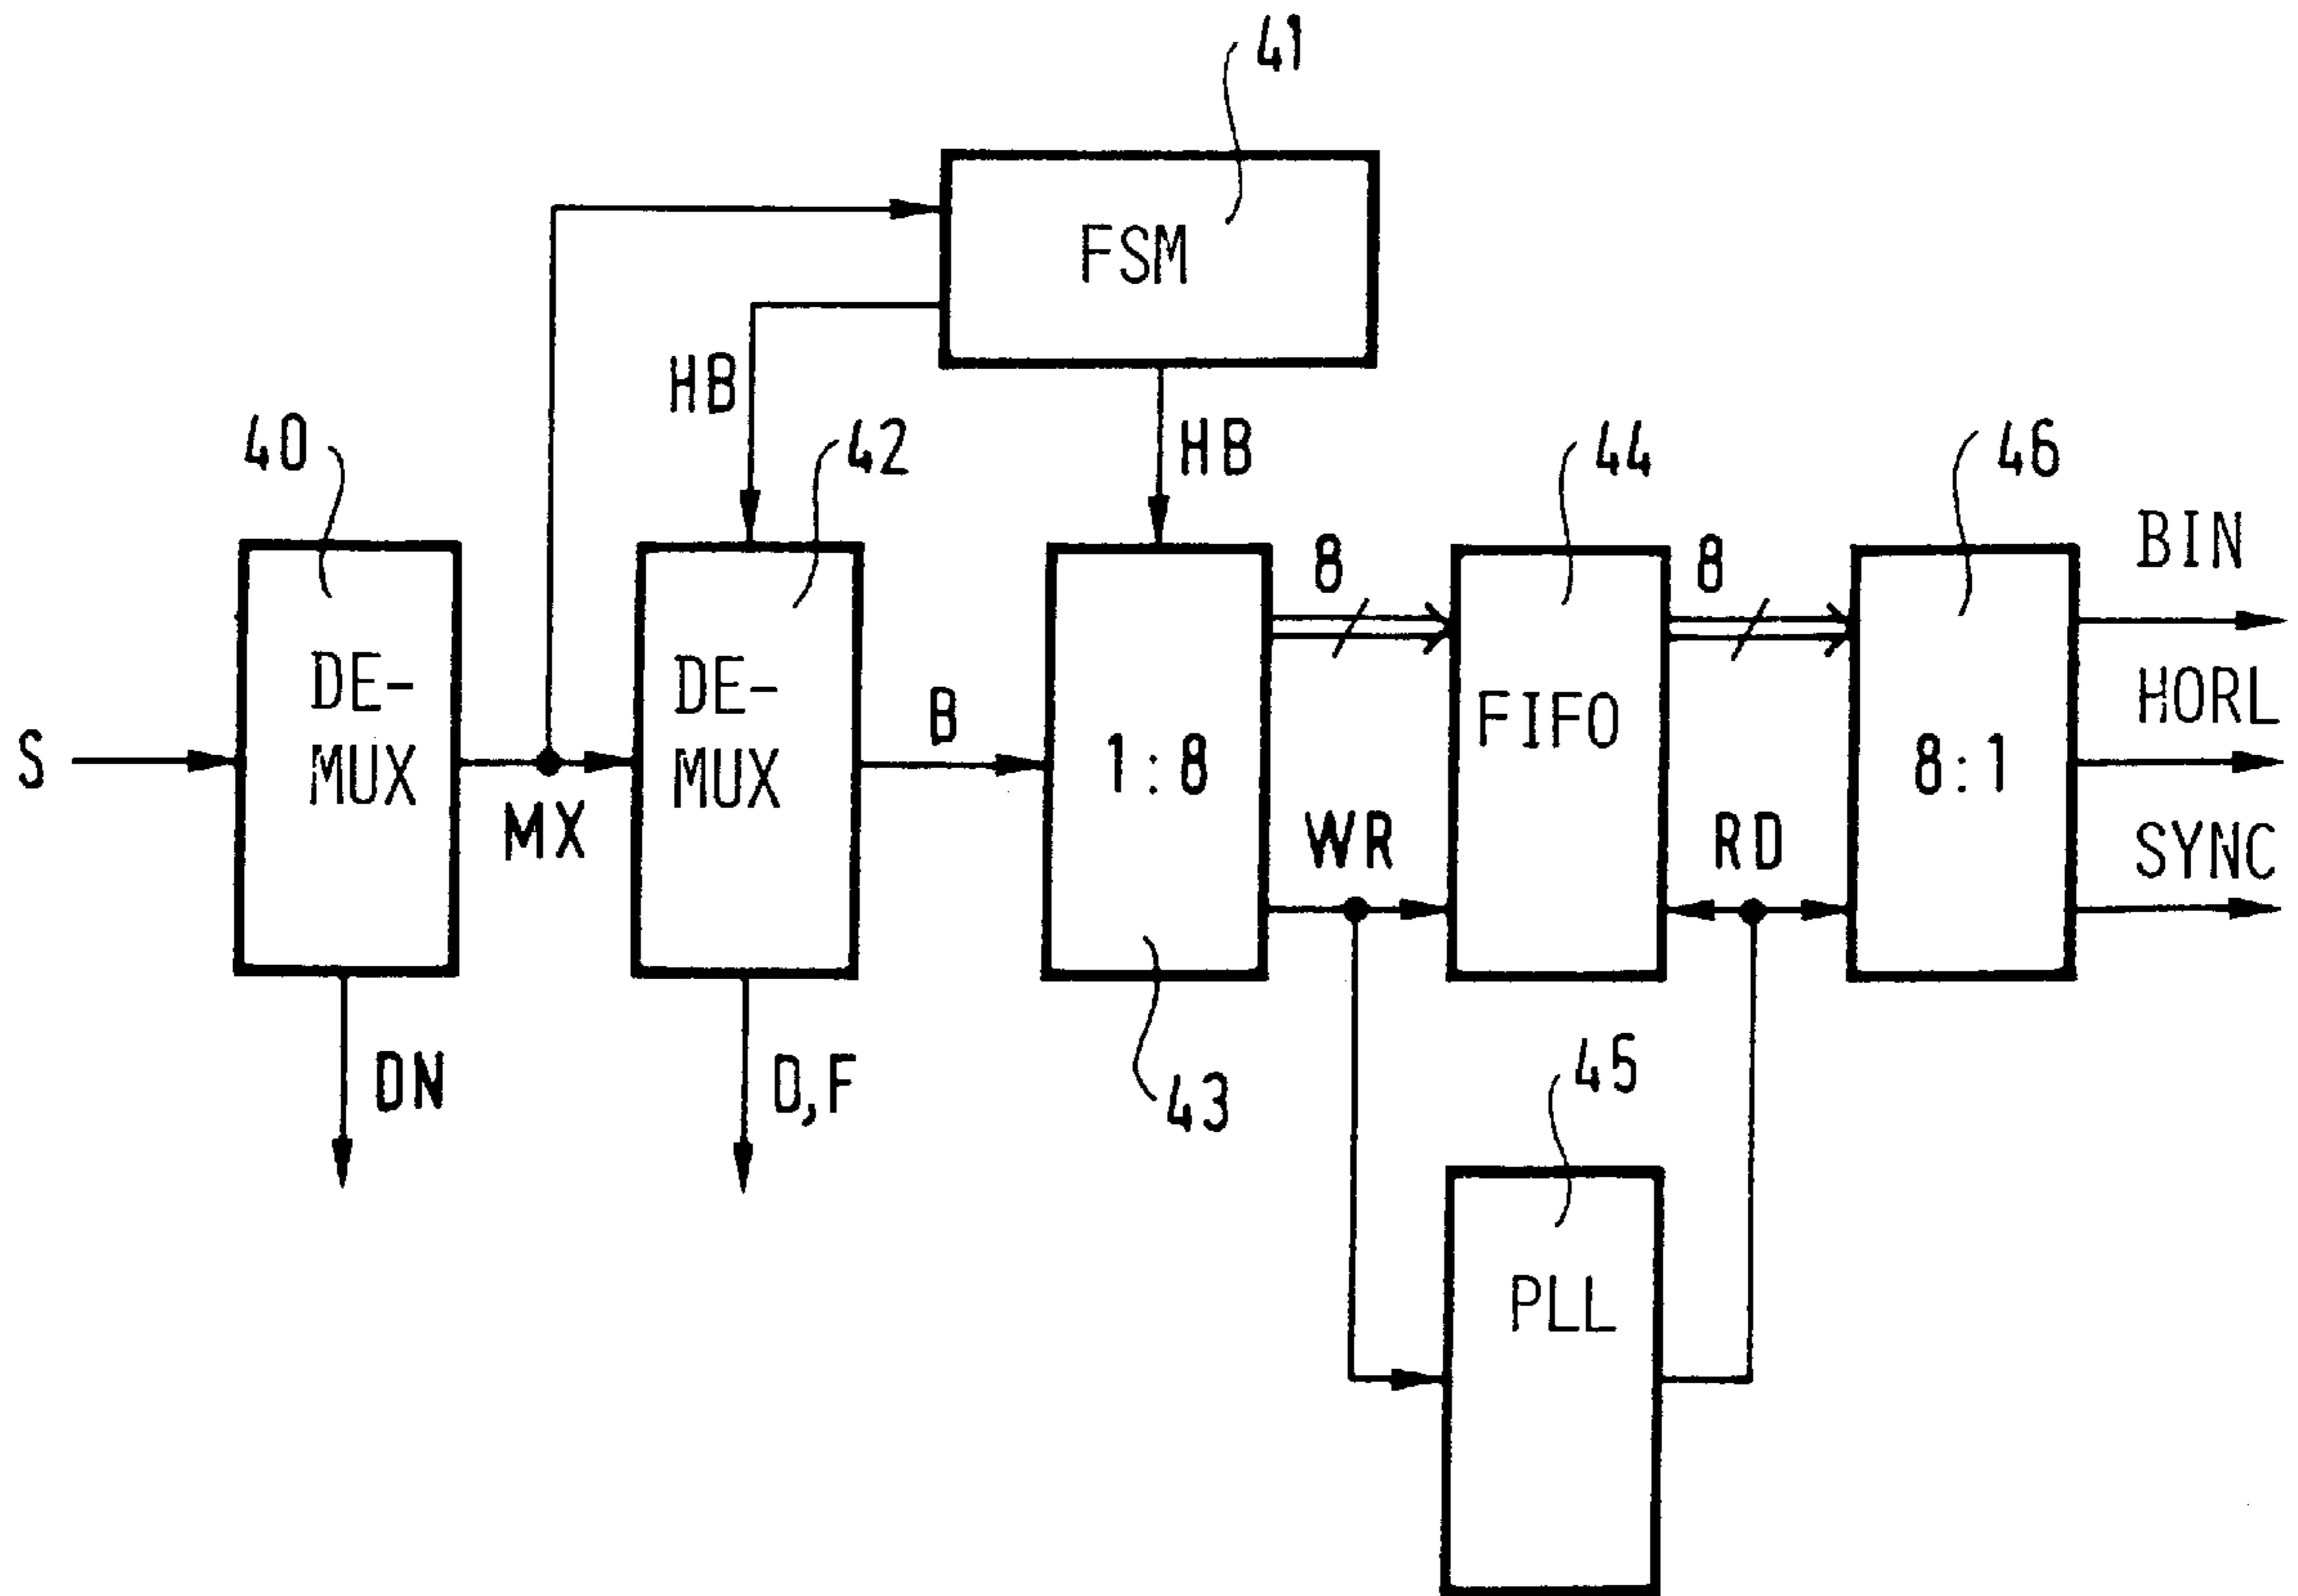 41
FSM
HB
HB
40
42
44
46
DE-
MUX
DE-
MUX
1:8
FIFO
8:1
8
8
S
MX
B
WR
RD
BIN
HORL
SYNC
DN
D,F
43
45
PLL